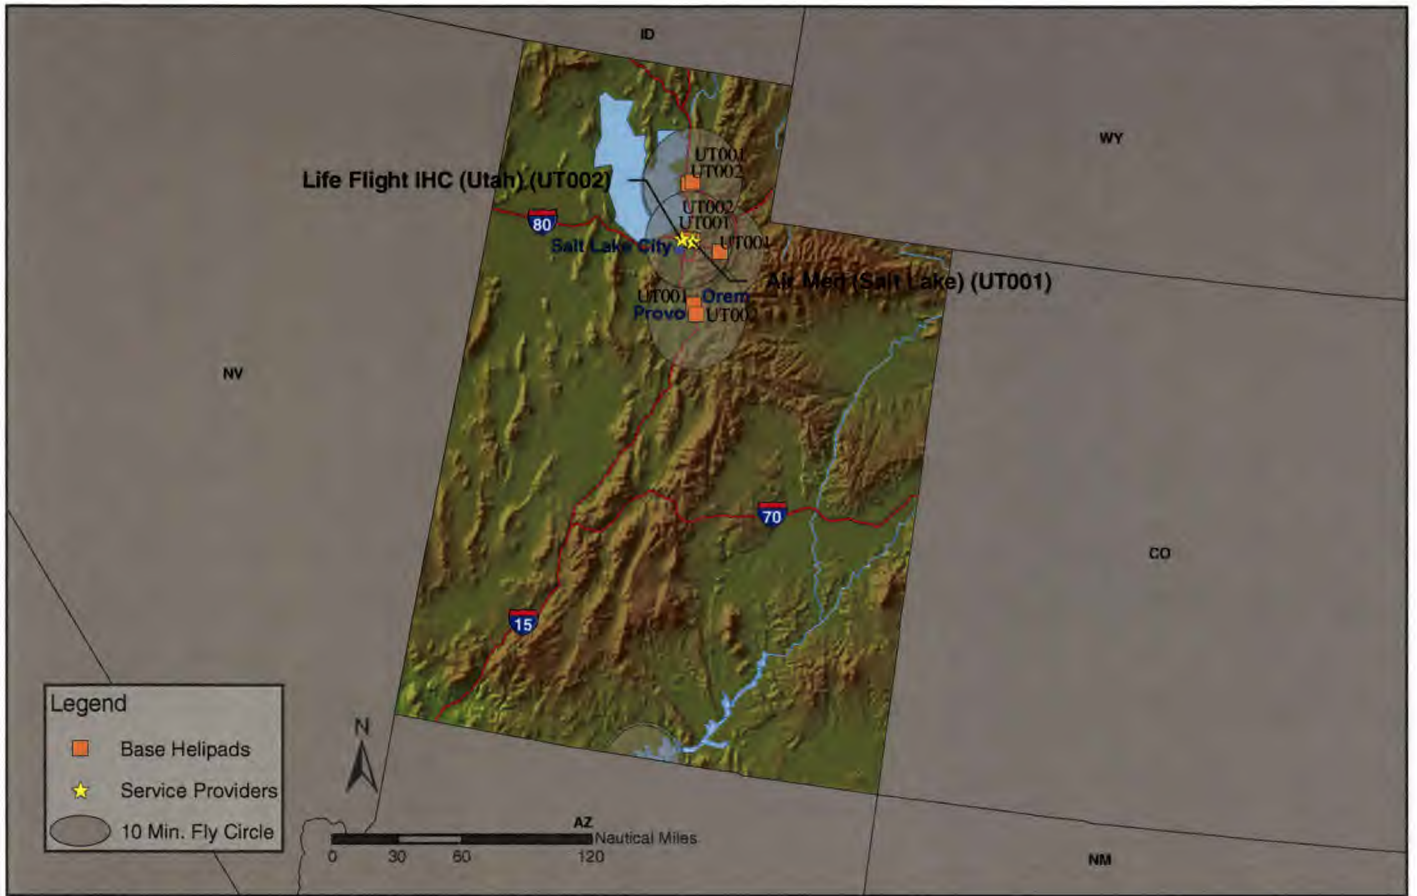 ID
WY
UT001
Life Flight IHC (Utah) (UT002)
UT002
UT002
80
UT001
Salt Lake City
UT001
Air Med (Salt Lake) (UT001)
UT001
Orem
Provo
UT002
NV
70
CO
15
Legend
Base Helipads
Service Providers
10 Min. Fly Circle
N
AZ
Nautical Miles
0
30
60
120
NM